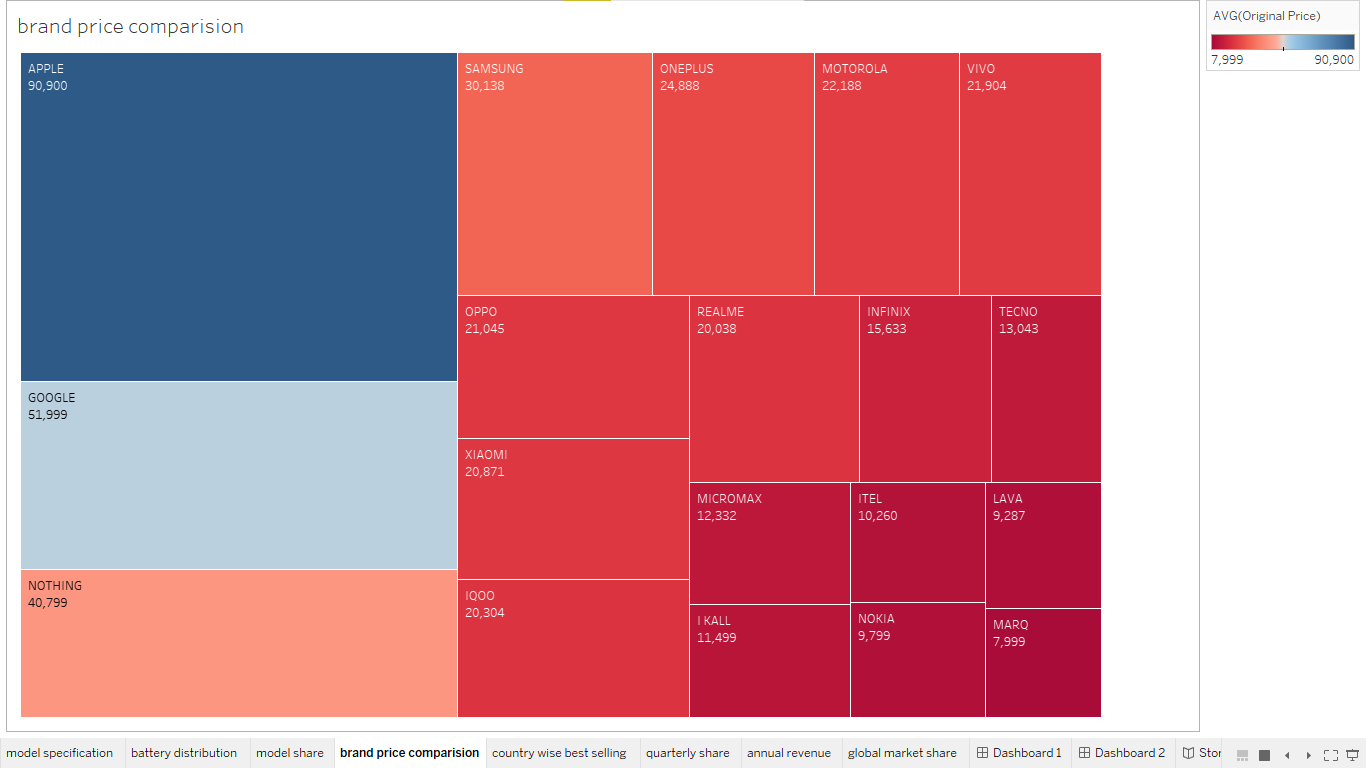 brand price comparision
AVG(Original Price)
7,999 90,900
APPLE
90,900
GOOGLE
51,999
NOTHING
40,799
SAMSUNG
30,138
ONEPLUS
24,888
MOTOROLA
22,188
VIVO
21,904
OPPO
21,045
XIAOMI
20,871
IQOO
20,304
REALME
20,038
INFINIX
15,633
TECNO
13,043
MICROMAX
12,332
I KALL
11,499
ITEL
10,260
NOKIA
9,799
LAVA
9,287
MARQ
7,999
model specification battery distribution model share brand price comparision country wise best selling quarterly share annual revenue global market share Dashboard 1 Dashboard 2 Stor